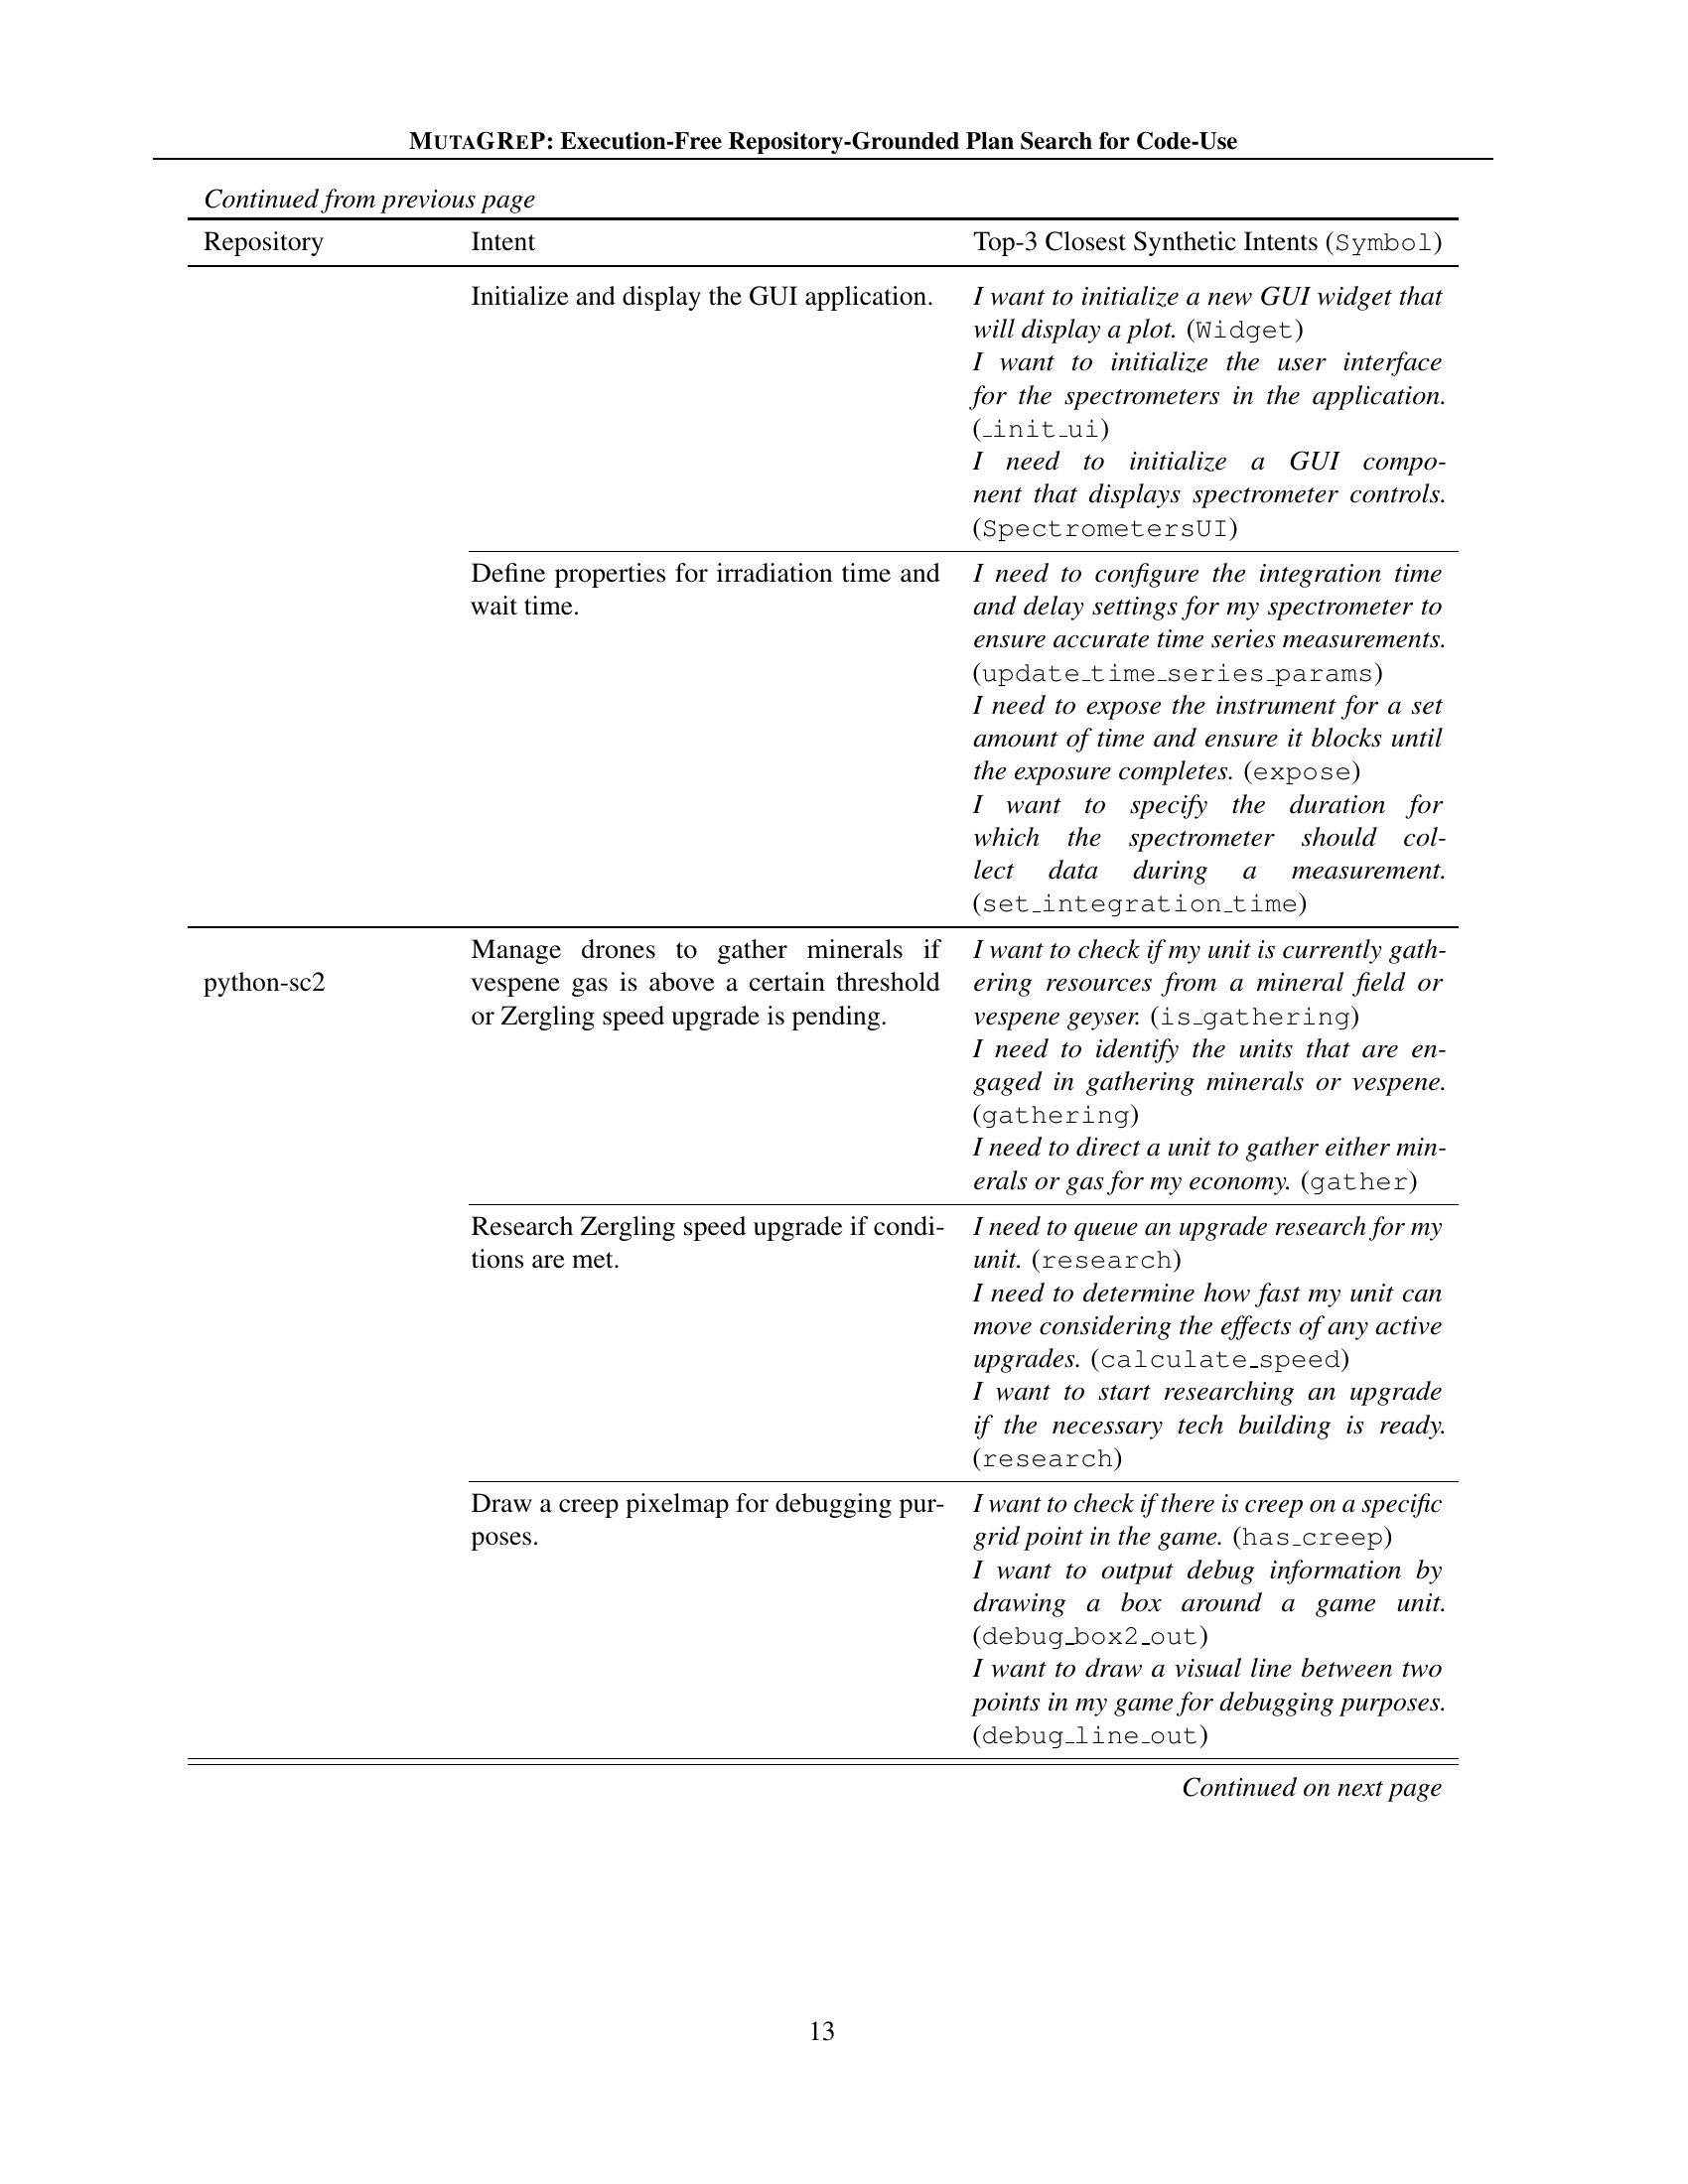 MUTAGREP: Execution-Free Repository-Grounded Plan Search for Code-Use
Continued from previous page
Repository Intent Top-3 Closest Synthetic Intents (Symbol)
Initialize and display the GUI application. I want to initialize a new GUI widget that
will display a plot. (Widget)
I want to initialize the user interface
for the spectrometers in the application.
(_init_ui)
I need to initialize a GUI compo-
nent that displays spectrometer controls.
(SpectrometersUI)
Define properties for irradiation time and I need to configure the integration time
wait time. and delay settings for my spectrometer to
ensure accurate time series measurements.
(update_time_series_params)
I need to expose the instrument for a set
amount of time and ensure it blocks until
the exposure completes. (expose)
I want to specify the duration for
which the spectrometer should col-
lect data during a measurement.
(set_integration_time)
Manage drones to gather minerals if I want to check if my unit is currently gath-
python-sc2 vespene gas is above a certain threshold ering resources from a mineral field or
or Zergling speed upgrade is pending. vespene geyser. (is_gathering)
I need to identify the units that are en-
gaged in gathering minerals or vespene.
(gathering)
I need to direct a unit to gather either min-
erals or gas for my economy. (gather)
Research Zergling speed upgrade if condi- I need to queue an upgrade research for my
tions are met. unit. (research)
I need to determine how fast my unit can
move considering the effects of any active
upgrades. (calculate_speed)
I want to start researching an upgrade
if the necessary tech building is ready.
(research)
Draw a creep pixelmap for debugging pur- I want to check if there is creep on a specific
poses. grid point in the game. (has_creep)
I want to output debug information by
drawing a box around a game unit.
(debug_box2_out)
I want to draw a visual line between two
points in my game for debugging purposes.
(debug_line_out)
Continued on next page
13